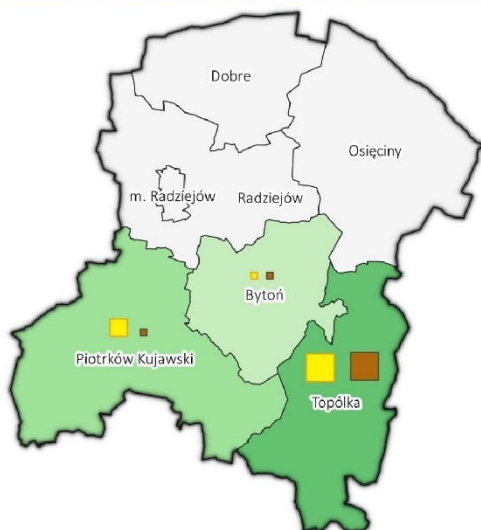 Dobre
Osięciny
m. Radziejów
Radziejów
Bytoń
Piotrków Kujawski
Topólka